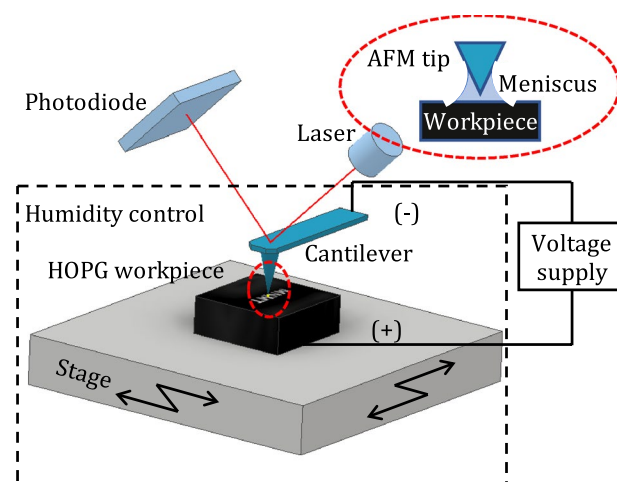 AFM tip
Meniscus
Workpiece
Photodiode
Laser
Humidity control
(-)
Cantilever
Voltage
supply
HOPG workpiece
(+)
Stage